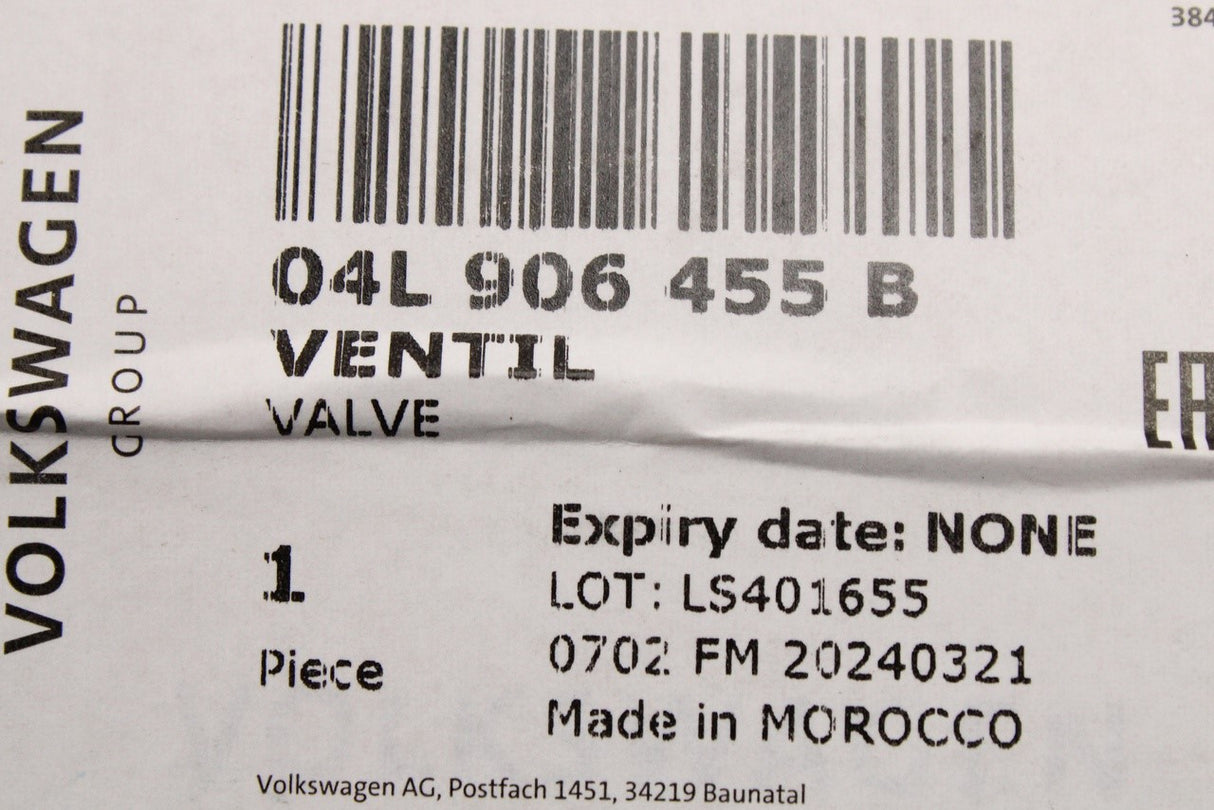 384
VOLKSWAGEN
GROUP
04L 906 455 B
VENTIL
VALVE
EAC
1
Piece
Expiry date: NONE
LOT: LS401655
0702 FM 20240321
Made in MOROCCO
Volkswagen AG, Postfach 1451, 34219 Baunatal